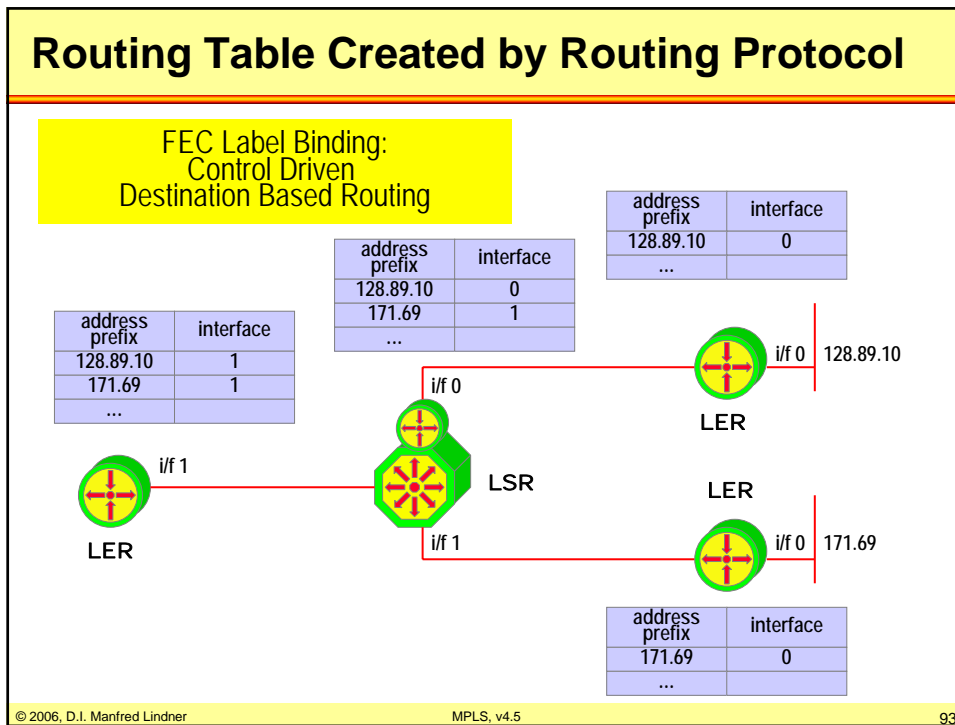 Routing Table Created by Routing Protocol
FEC Label Binding:
Control Driven
Destination Based Routing
address prefix interface
128.89.10 0
...
address prefix interface
128.89.10 0
171.69 1
...
address prefix interface
128.89.10 1
171.69 1
...
i/f 0 128.89.10
i/f 0
LER
i/f 1
LSR
LER
LER
i/f 1
i/f 0 171.69
address prefix interface
171.69 0
...
© 2006, D.I. Manfred Lindner MPLS, v4.5 93